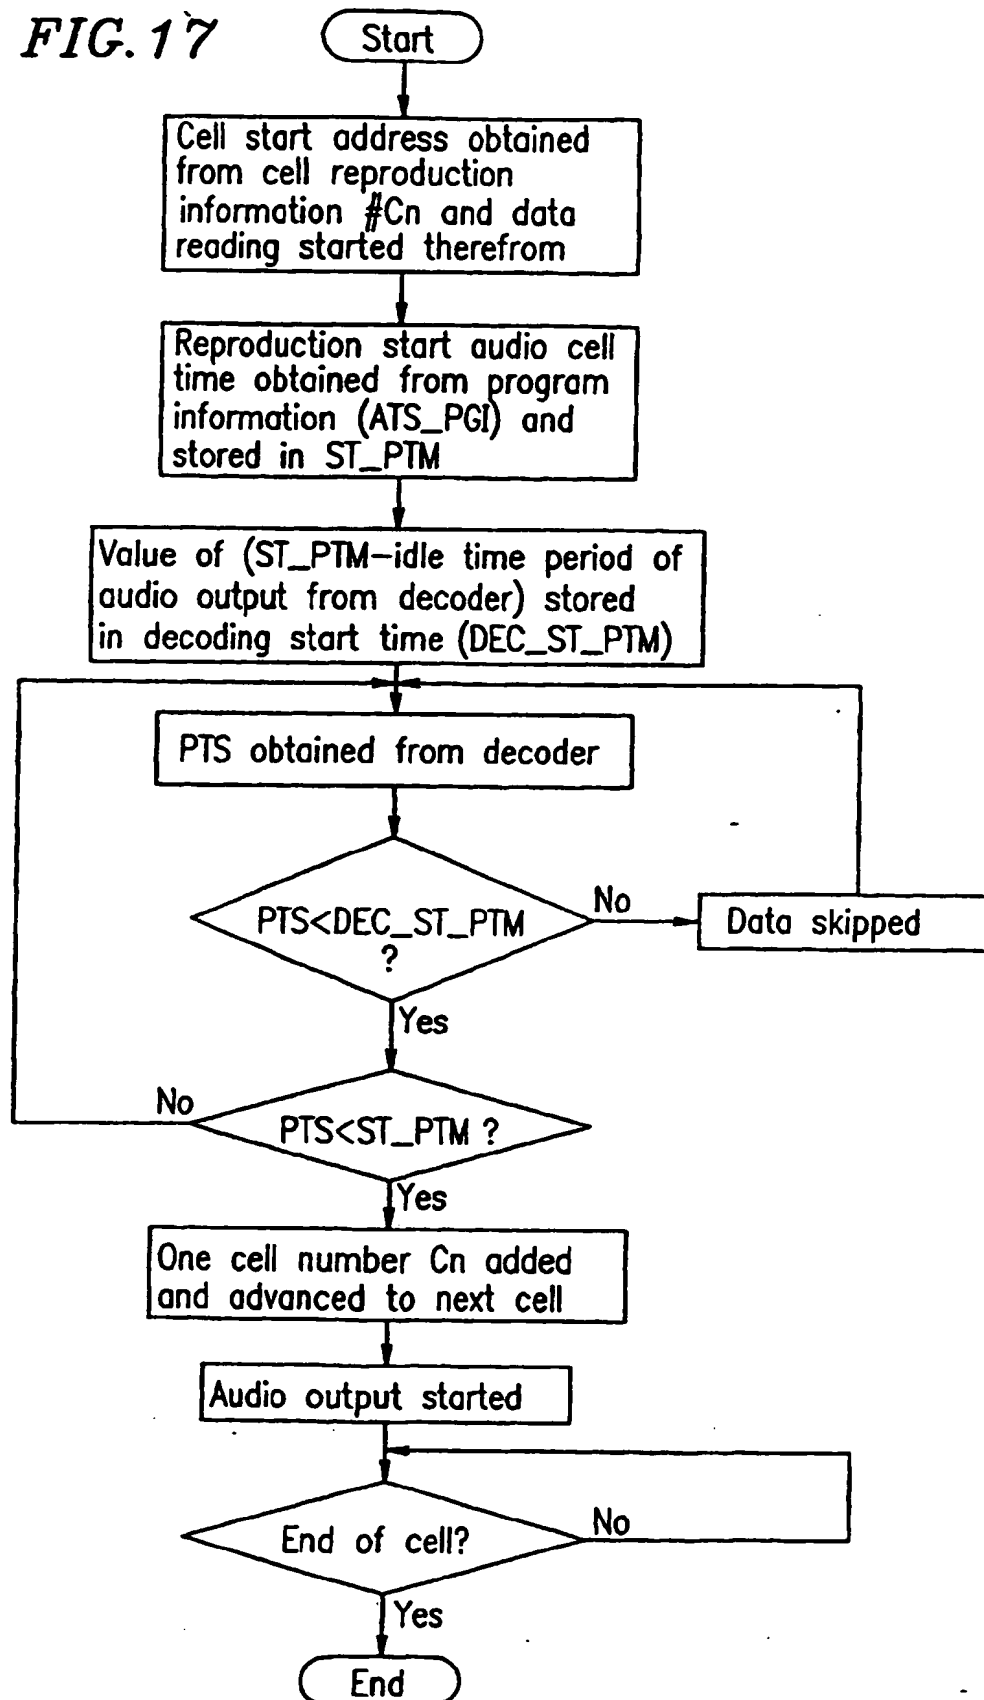 FIG. 17
Start
Cell start address obtained
from cell reproduction
information #Cn and data
reading started therefrom
Reproduction start audio cell
time obtained from program
information (ATS_PGI) and
stored in ST_PTM
Value of (ST_PTM-idle time period of
audio output from decoder) stored
in decoding start time (DEC_ST_PTM)
PTS obtained from decoder
PTS<DEC_ST_PTM
?
No
Data skipped
Yes
No
PTS<ST_PTM ?
Yes
One cell number Cn added
and advanced to next cell
Audio output started
End of cell?
No
Yes
End